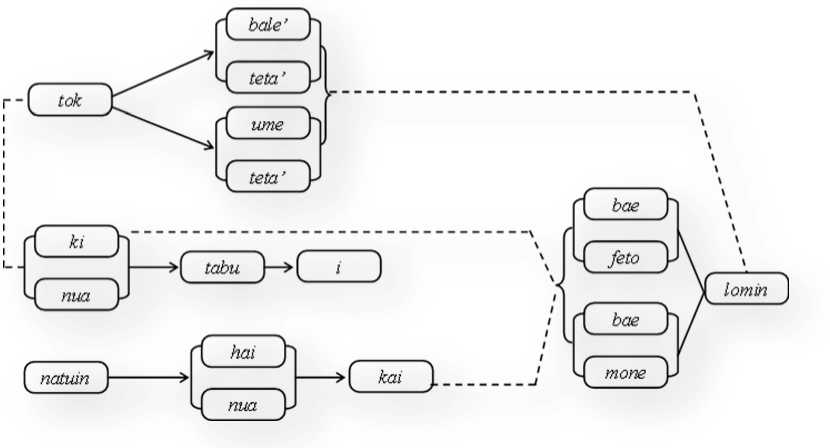 bale’
teta’
tok
ume
teta’
bae
feto
ki
nua
tabu
i
lomin
bae
mone
hai
nua
natuin
kai